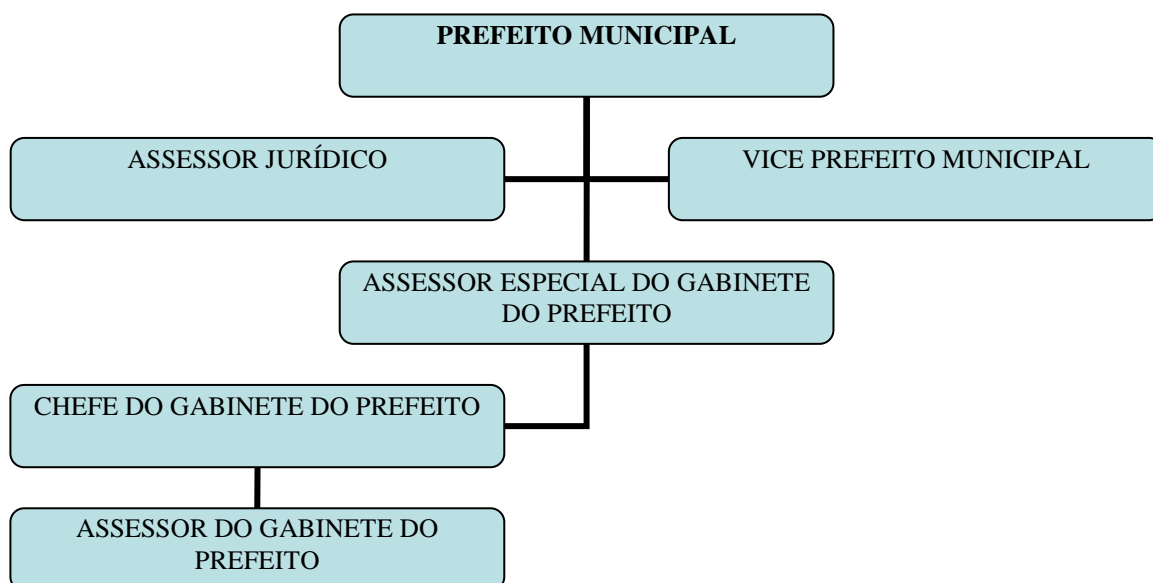 PREFEITO MUNICIPAL
ASSESSOR JURÍDICO
VICE PREFEITO MUNICIPAL
ASSESSOR ESPECIAL DO GABINETE
DO PREFEITO
CHEFE DO GABINETE DO PREFEITO
ASSESSOR DO GABINETE DO
PREFEITO